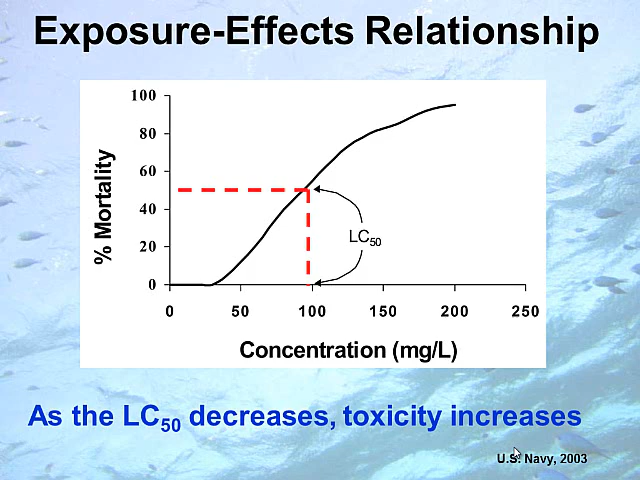 Exposure-Effects Relationship
100
80
60
40
20
0
% Mortality
LC50
0 50 100 150 200 250
Concentration (mg/L)
As the LC50 decreases, toxicity increases
U.S. Navy, 2003